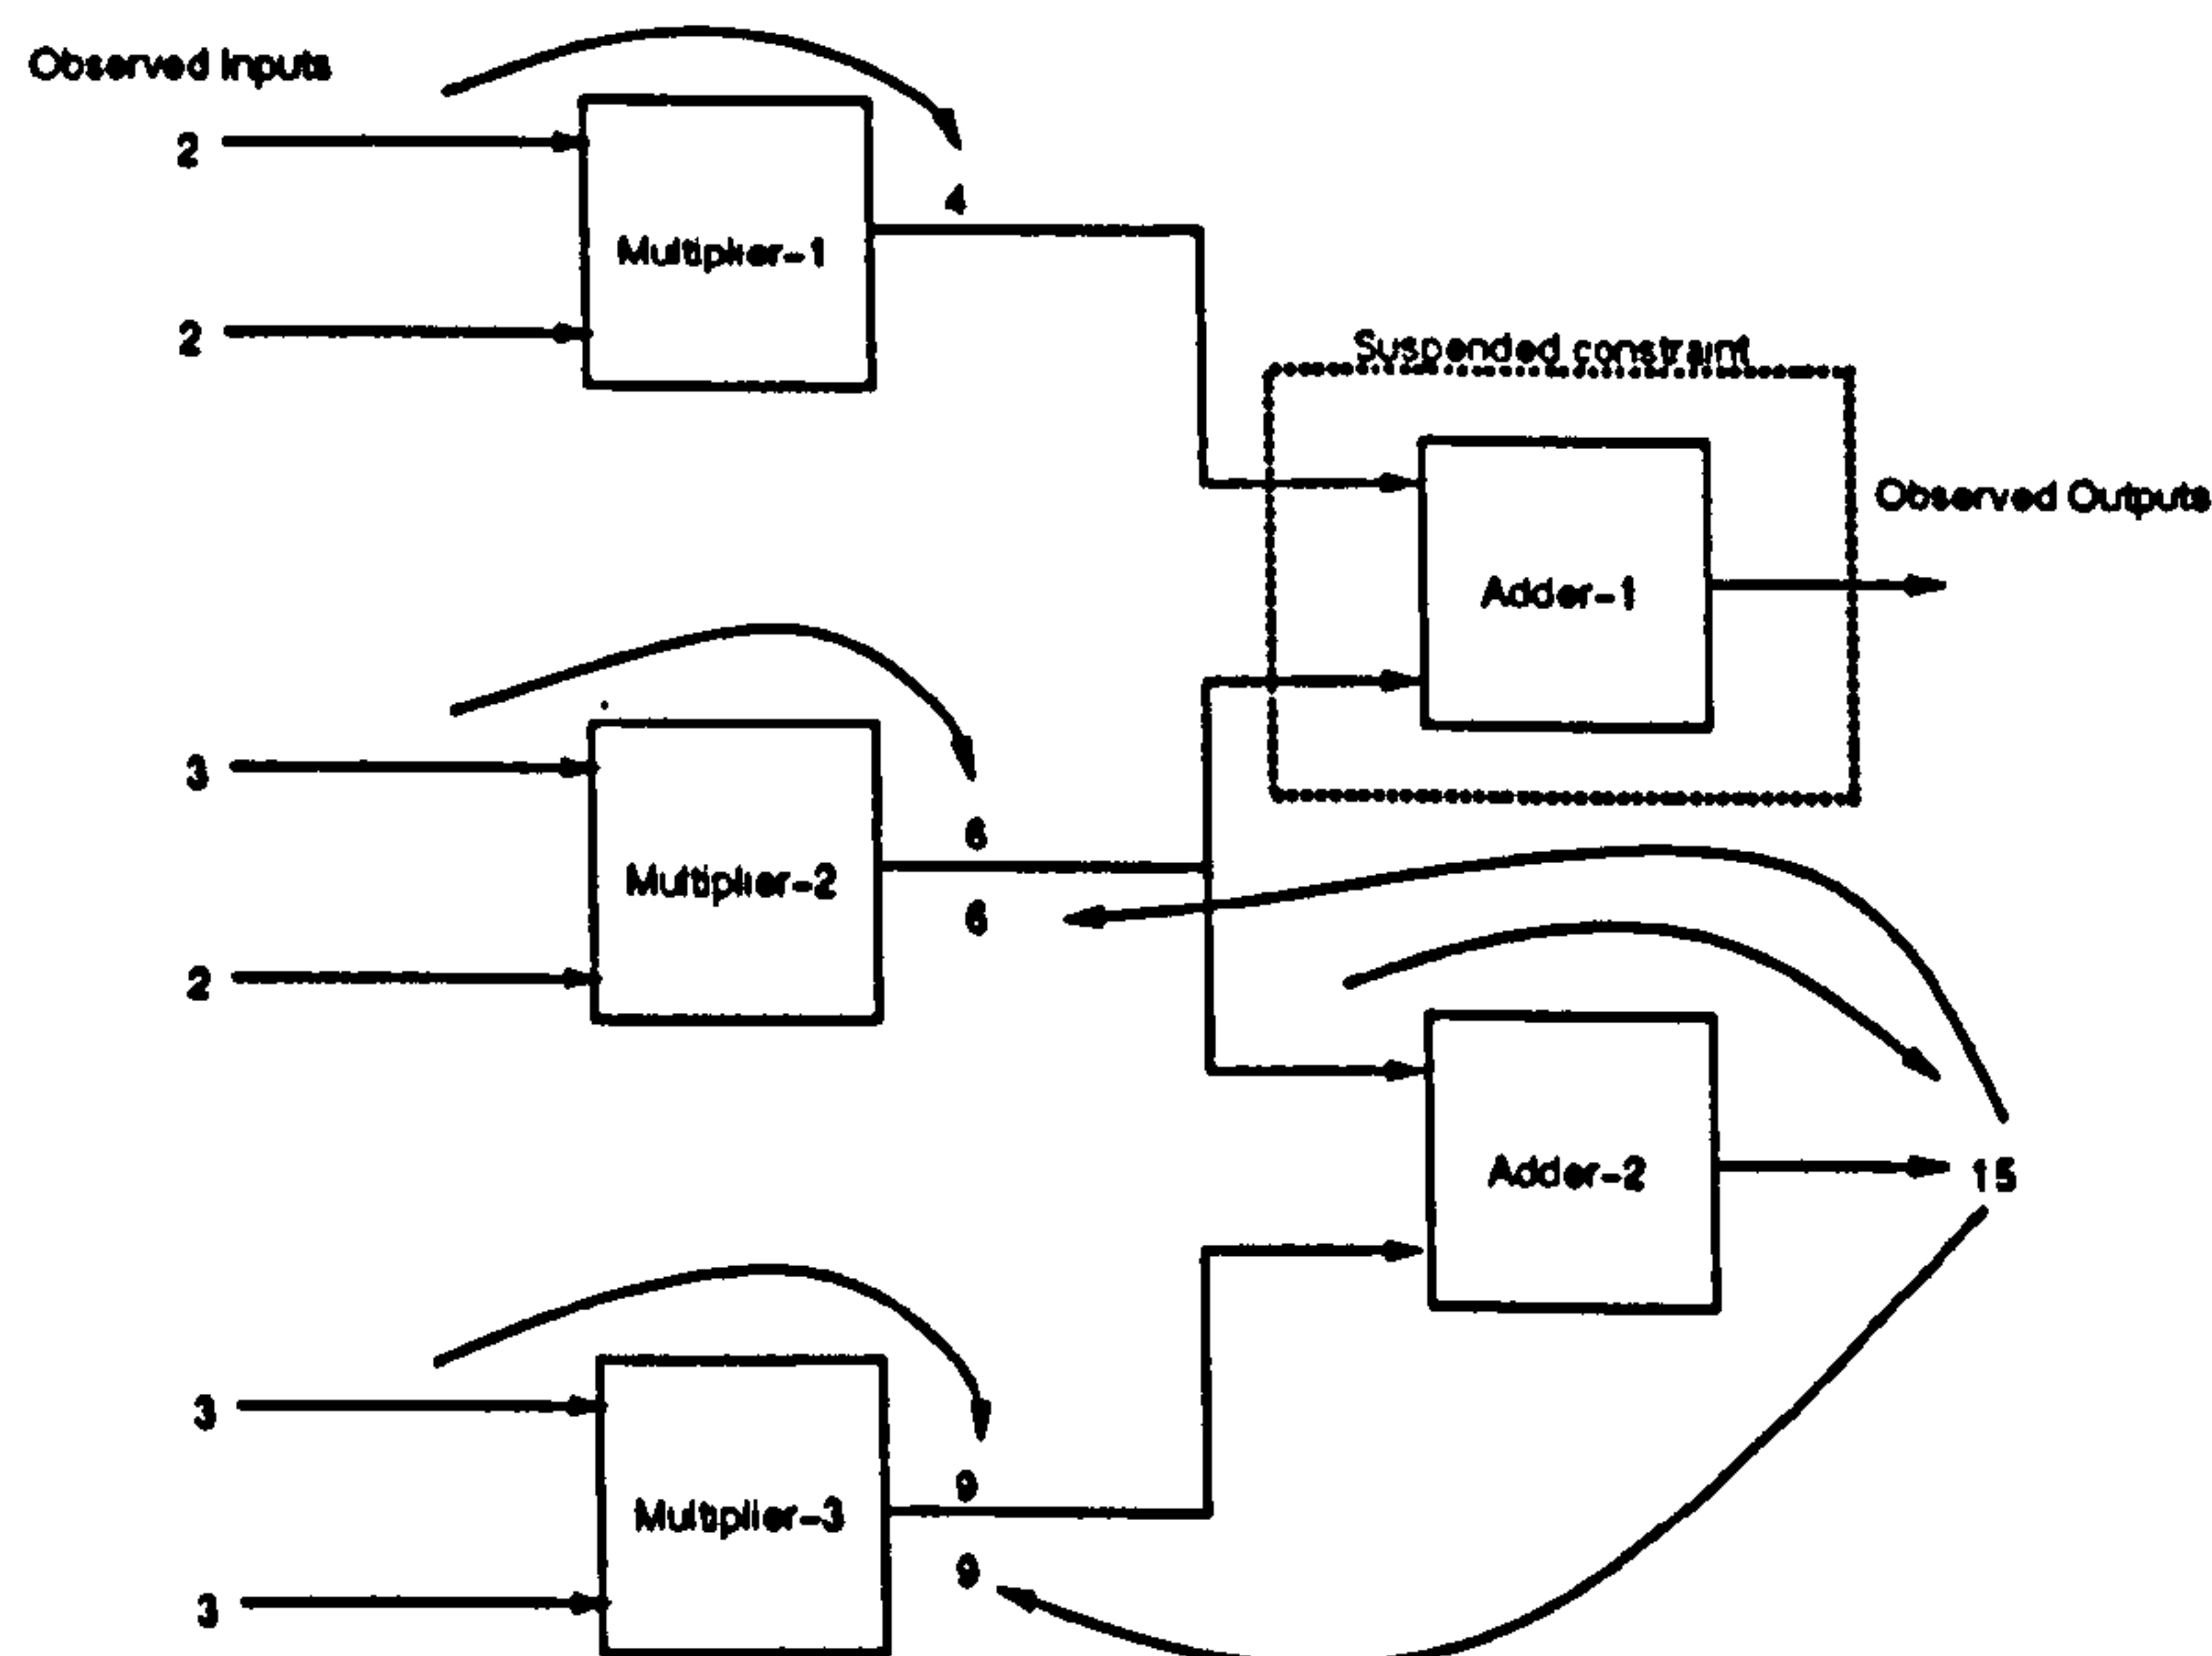 Observed Inputs
2
4
Multiplier-1
2
Suspended constraint
Observed Outputs
Adder-1
3
6
Multiplier-2
6
2
Adder-2
15
3
9
Multiplier-3
9
3